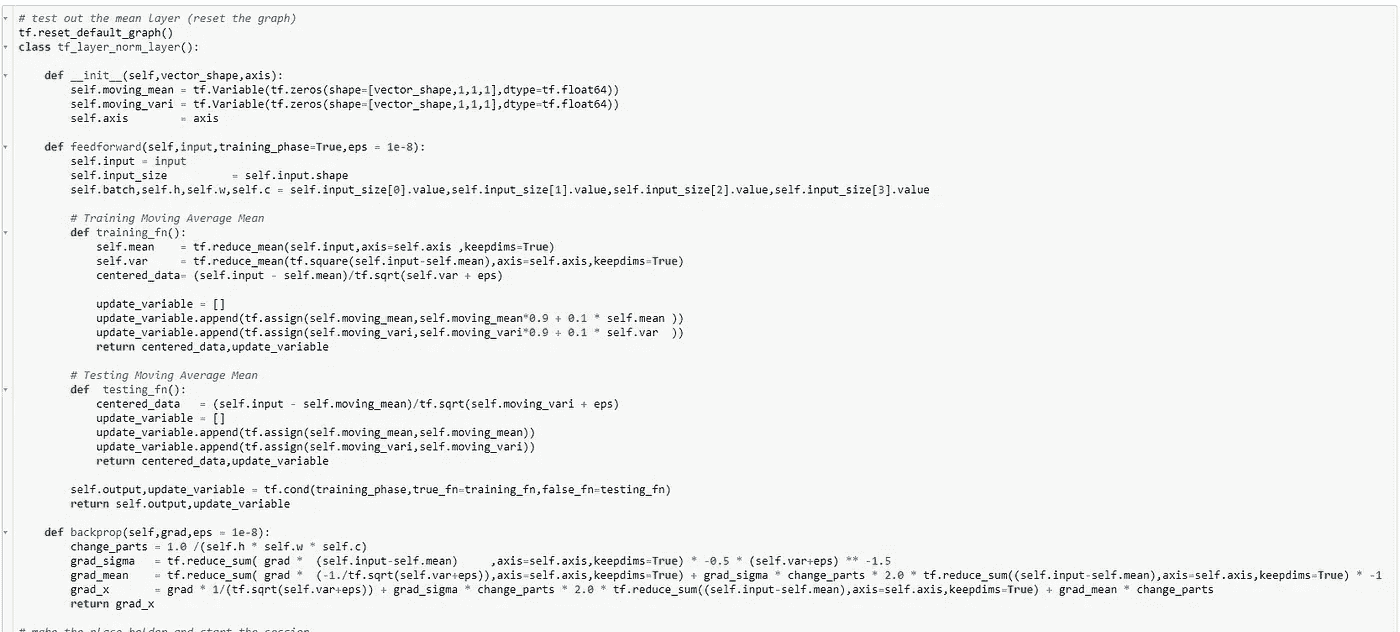 # test out the mean layer (reset the graph)
tf.reset_default_graph()
class tf_layer_norm_layer():
    def __init__(self,vector_shape,axis):
        self.moving_mean = tf.Variable(tf.zeros(shape=[vector_shape,1,1,1],dtype=tf.float64))
        self.moving_vari = tf.Variable(tf.zeros(shape=[vector_shape,1,1,1],dtype=tf.float64))
        self.axis        = axis
    def feedforward(self,input,training_phase=True,eps = 1e-8):
        self.input = input
        self.input_size          = self.input.shape
        self.batch,self.h,self.w,self.c = self.input_size[0].value,self.input_size[1].value,self.input_size[2].value,self.input_size[3].value
        # Training Moving Average Mean
        def training_fn():
            self.mean    = tf.reduce_mean(self.input,axis=self.axis ,keepdims=True)
            self.var     = tf.reduce_mean(tf.square(self.input-self.mean),axis=self.axis,keepdims=True)
            centered_data= (self.input - self.mean)/tf.sqrt(self.var + eps)
            update_variable = []
            update_variable.append(tf.assign(self.moving_mean,self.moving_mean*0.9 + 0.1 * self.mean ))
            update_variable.append(tf.assign(self.moving_vari,self.moving_vari*0.9 + 0.1 * self.var  ))
            return centered_data,update_variable
        # Testing Moving Average Mean
        def  testing_fn():
            centered_data   = (self.input - self.moving_mean)/tf.sqrt(self.moving_vari + eps)
            update_variable = []
            update_variable.append(tf.assign(self.moving_mean,self.moving_mean))
            update_variable.append(tf.assign(self.moving_vari,self.moving_vari))
            return centered_data,update_variable
        self.output,update_variable = tf.cond(training_phase,true_fn=training_fn,false_fn=testing_fn)
        return self.output,update_variable
    def backprop(self,grad,eps = 1e-8):
        change_parts = 1.0 /(self.h * self.w * self.c)
        grad_sigma   = tf.reduce_sum( grad *  (self.input-self.mean)     ,axis=self.axis,keepdims=True) * -0.5 * (self.var+eps) ** -1.5
        grad_mean    = tf.reduce_sum( grad *  (-1./tf.sqrt(self.var+eps)),axis=self.axis,keepdims=True) + grad_sigma * change_parts * 2.0 * tf.reduce_sum((self.input-self.mean),axis=self.axis,keepdims=True) * -1
        grad_x       = grad * 1/(tf.sqrt(self.var+eps)) + grad_sigma * change_parts * 2.0 * tf.reduce_sum((self.input-self.mean),axis=self.axis,keepdims=True) + grad_mean * change_parts
        return grad_x
# make the place holder and start the session